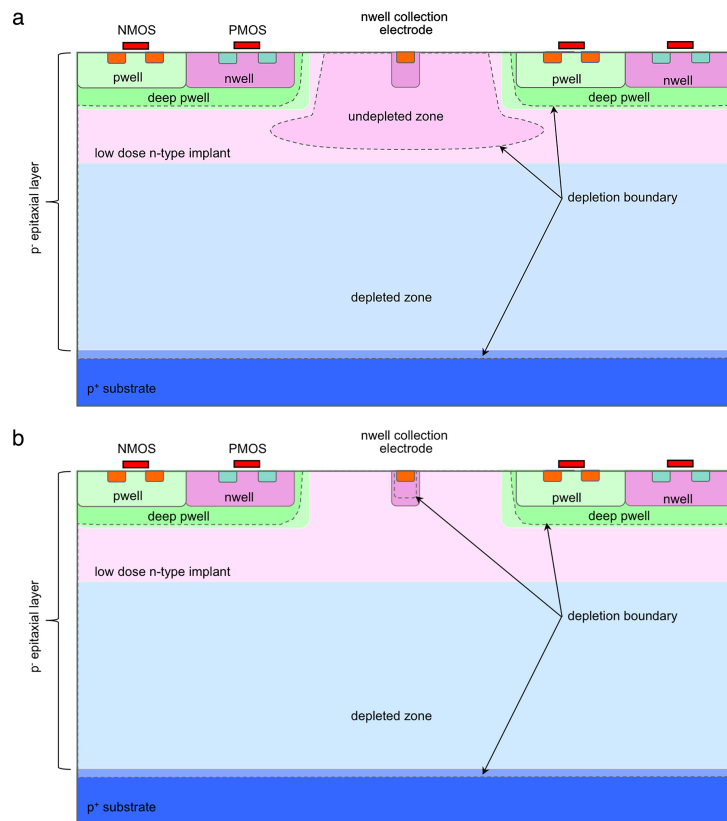 a
NMOS
PMOS
nwell collection
electrode
pwell
nwell
pwell
nwell
deep pwell
deep pwell
undepleted zone
low dose n-type implant
depletion boundary
p⁻ epitaxial layer
depleted zone
p⁺ substrate
b
NMOS
PMOS
nwell collection
electrode
pwell
nwell
pwell
nwell
deep pwell
deep pwell
low dose n-type implant
depletion boundary
p⁻ epitaxial layer
depleted zone
p⁺ substrate